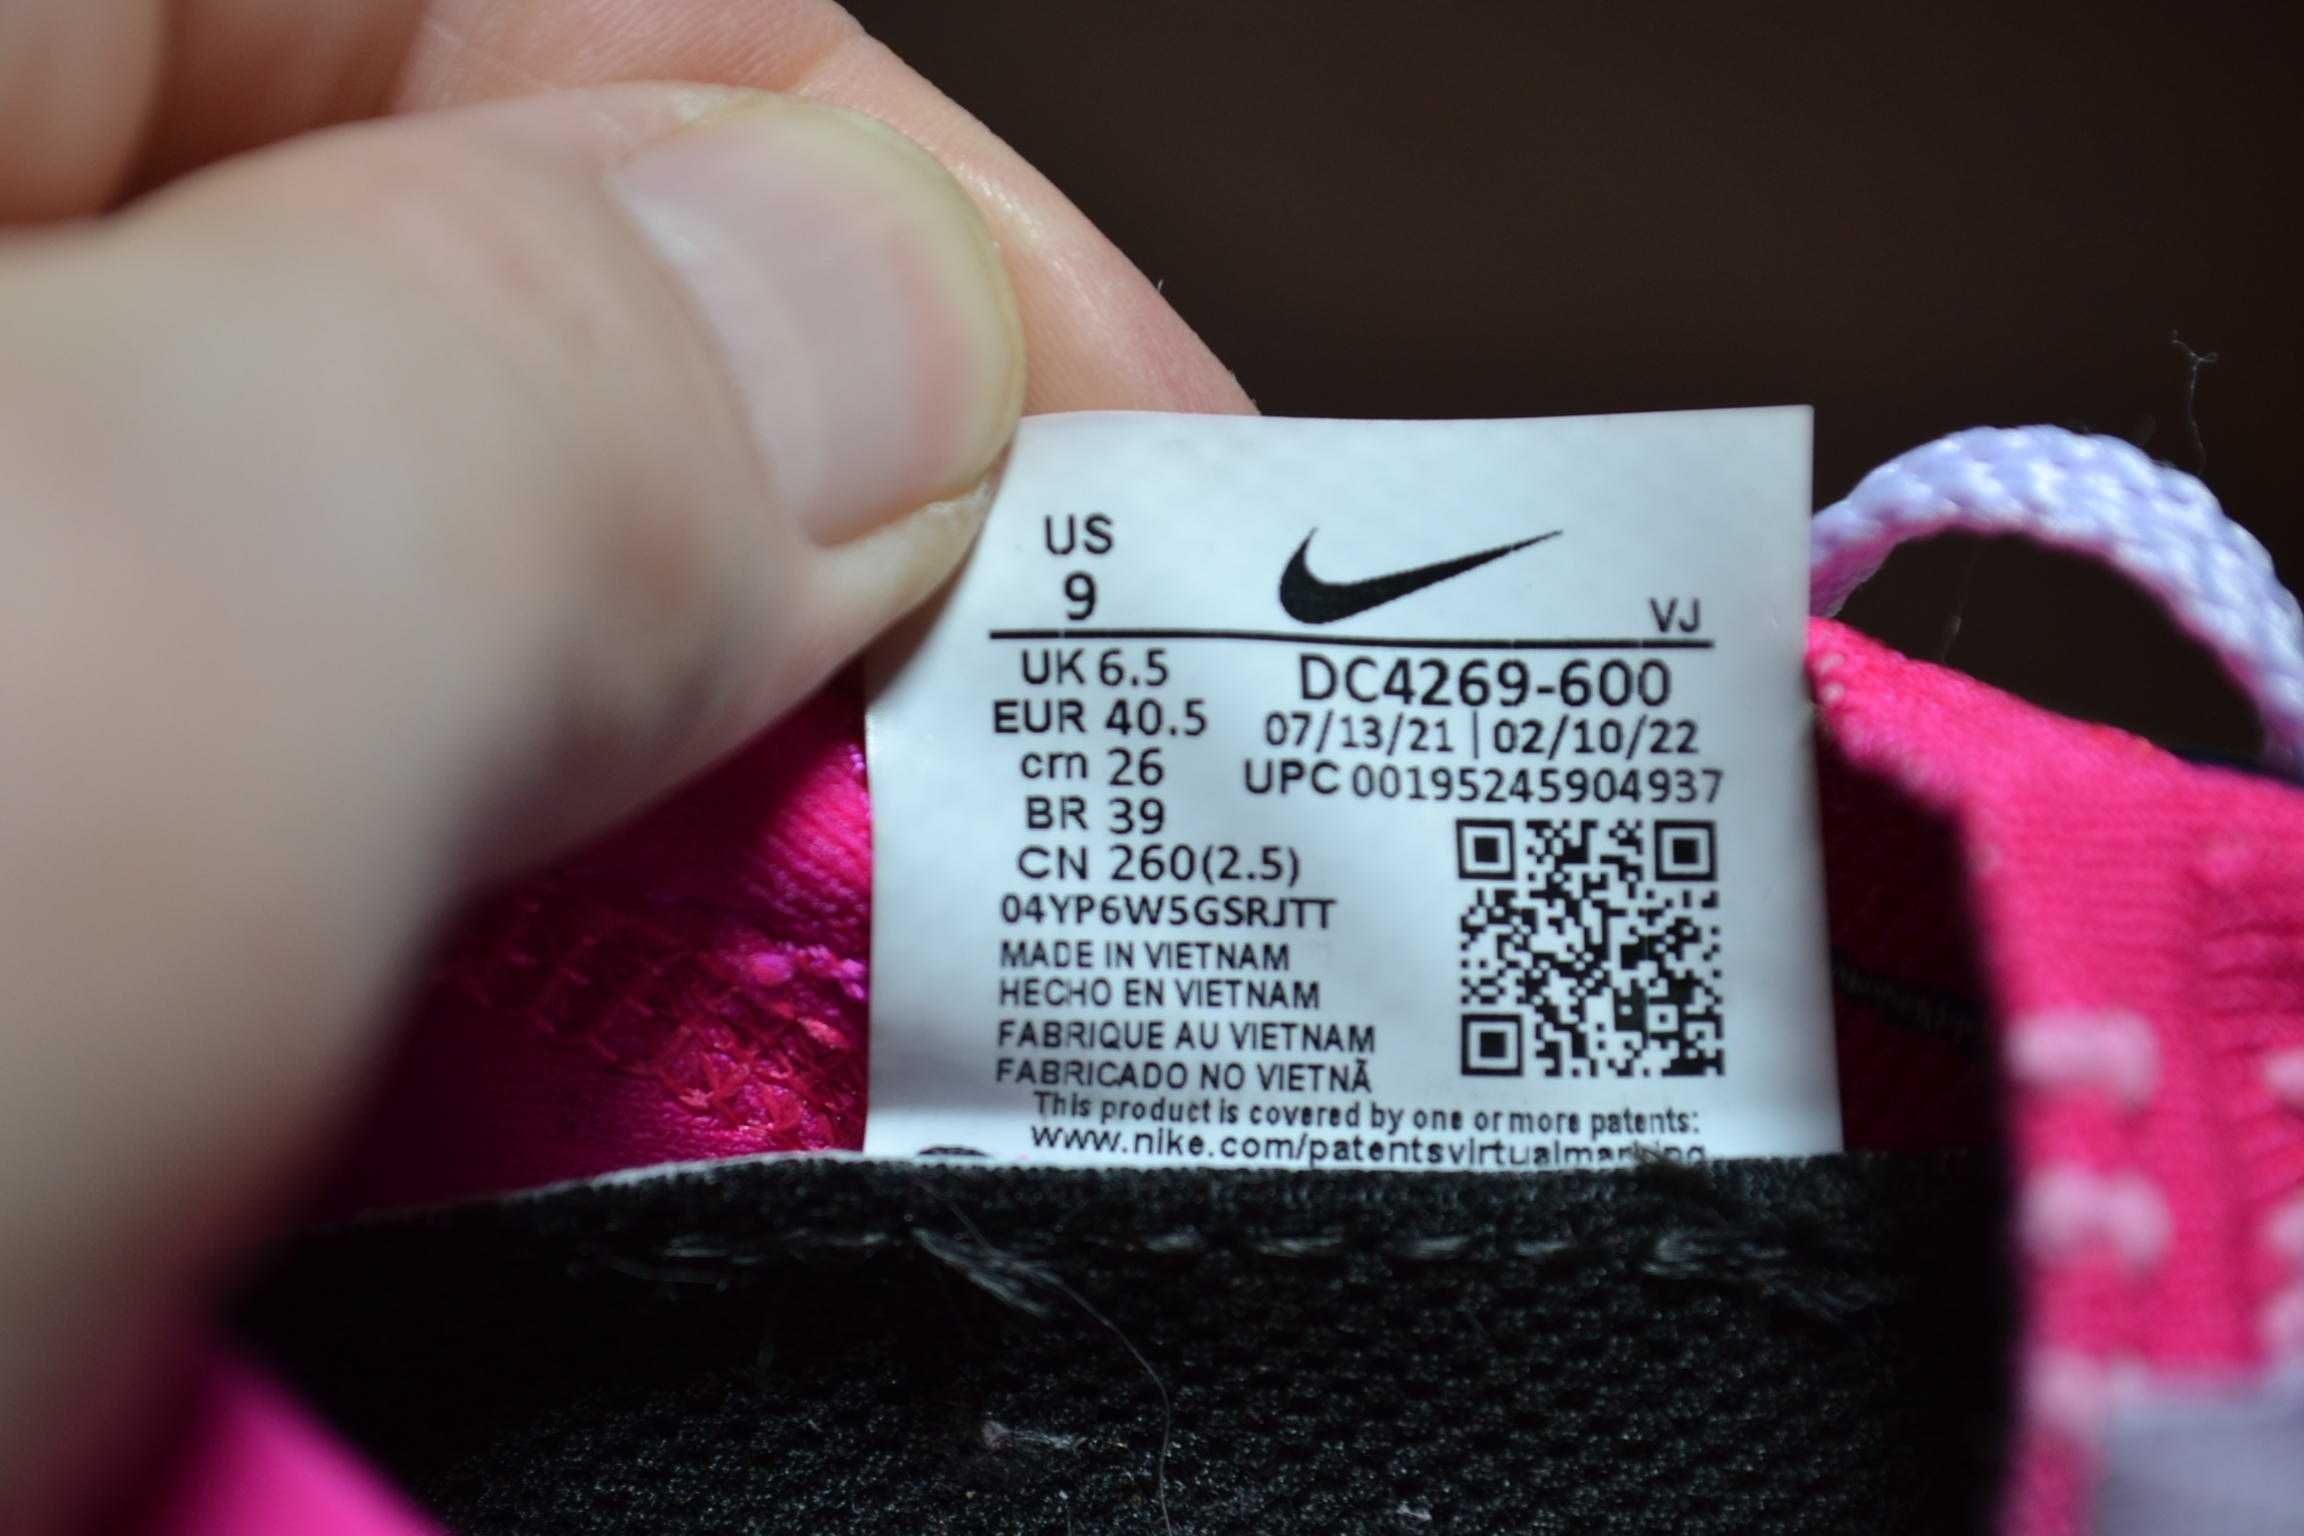 US
9
VJ
UK 6.5
DC4269-600
EUR 40.5
07/13/21 | 02/10/22
cm 26
UPC 00195245904937
BR 39
CN 260(2.5)
04YP6W5GSRJTT
MADE IN VIETNAM
HECHO EN VIETNAM
FABRIQUE AU VIETNAM
FABRICADO NO VIETNÃ
This product is covered by one or more patents:
www.nike.com/patentsvirtualmarking